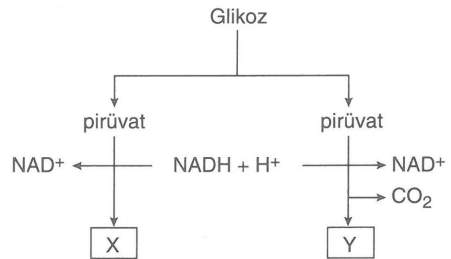 Glikoz
pirüvat pirüvat
NAD+ NADH + H+ NAD+
CO2
X Y